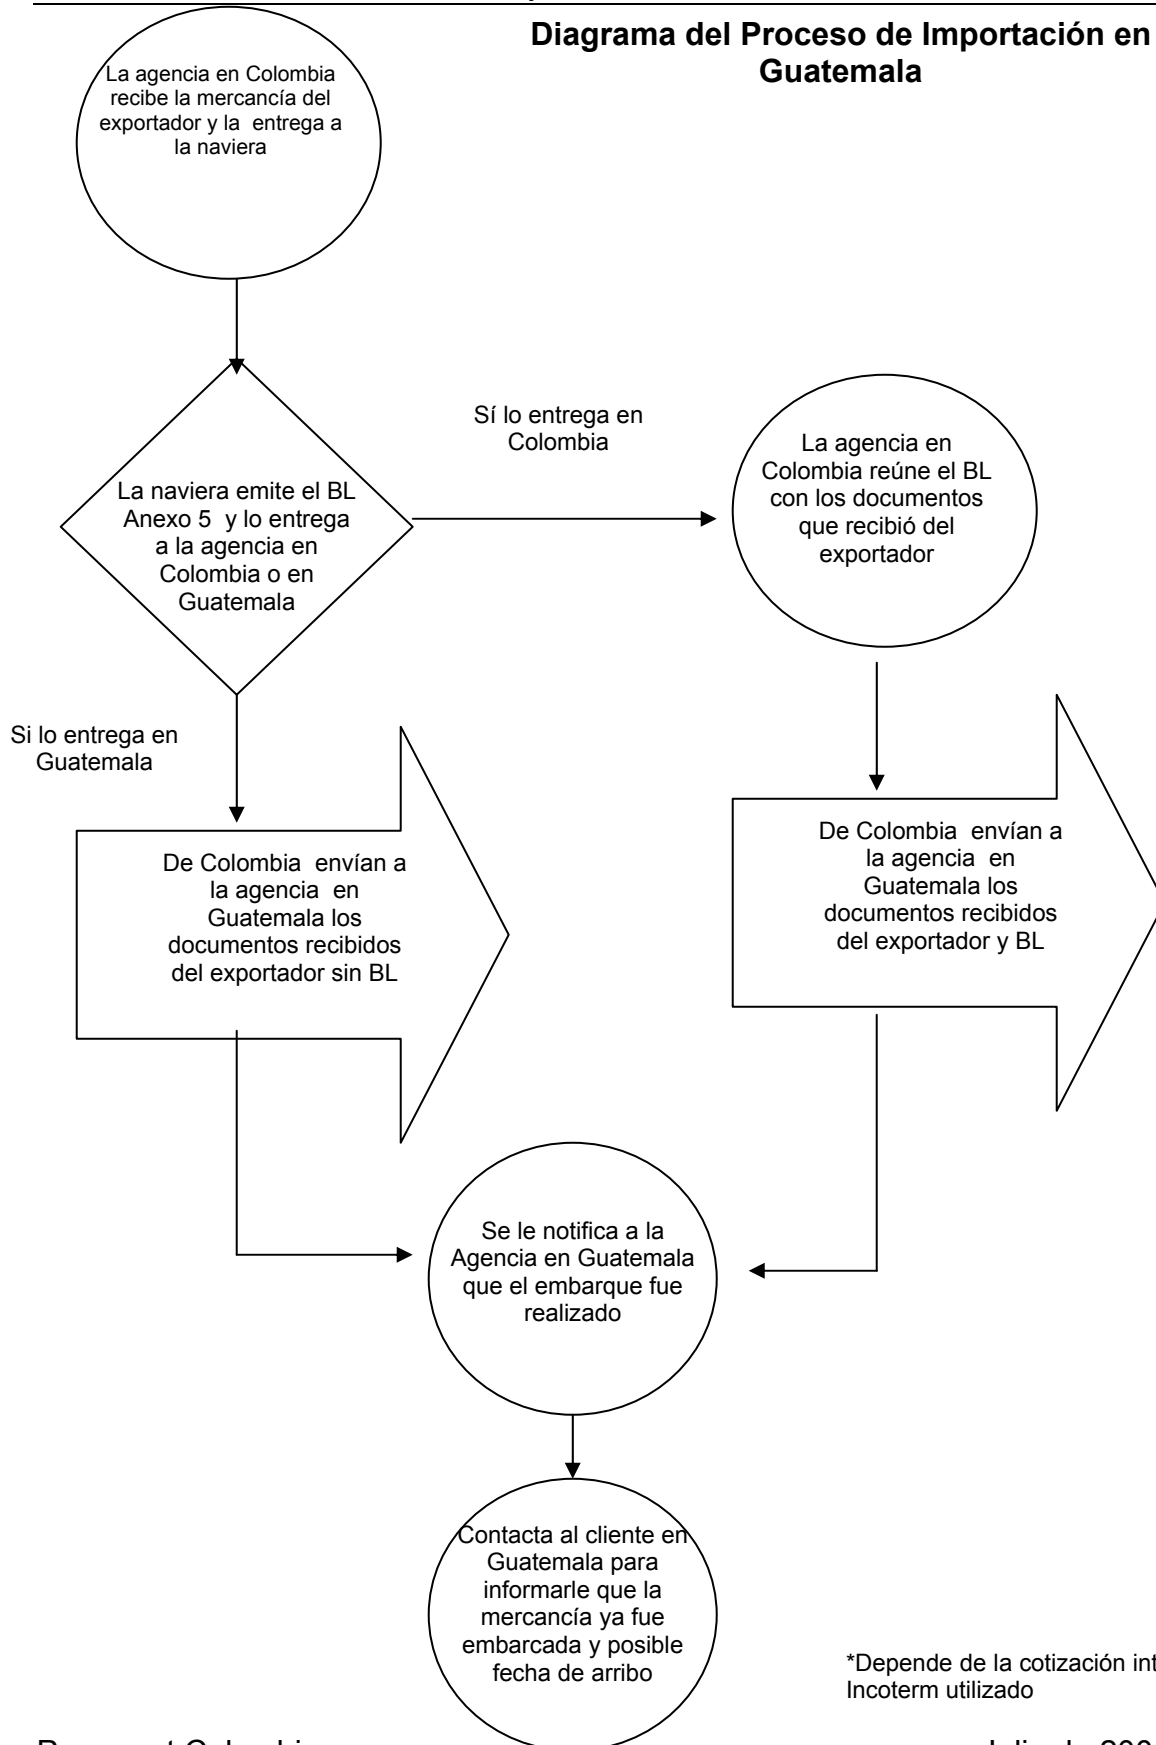 Diagrama del Proceso de Importación en
Guatemala
La agencia en Colombia
recibe la mercancía del
exportador y la entrega a
la naviera
Sí lo entrega en
Colombia
La naviera emite el BL
Anexo 5 y lo entrega
a la agencia en
Colombia o en
Guatemala
La agencia en
Colombia reúne el BL
con los documentos
que recibió del
exportador
Si lo entrega en
Guatemala
De Colombia envían a
la agencia en
Guatemala los
documentos recibidos
del exportador sin BL
De Colombia envían a
la agencia en
Guatemala los
documentos recibidos
del exportador y BL
Se le notifica a la
Agencia en Guatemala
que el embarque fue
realizado
Contacta al cliente en
Guatemala para
informarle que la
mercancía ya fue
embarcada y posible
fecha de arribo
*Depende de la cotización int
Incoterm utilizado